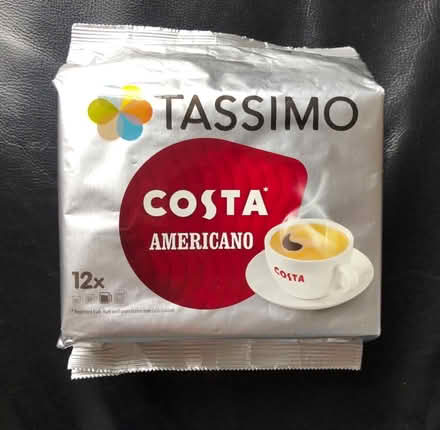 TASSIMO
COSTA*
AMERICANO
COSTA
12x